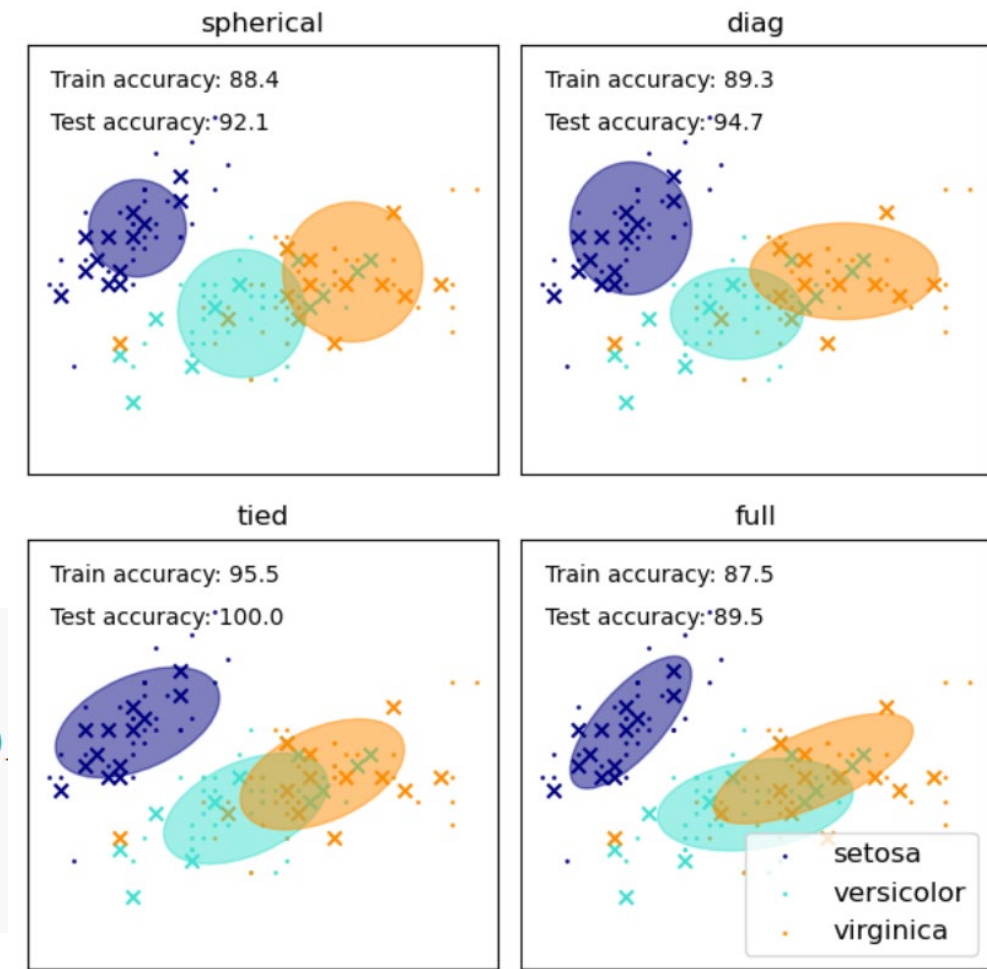 spherical
Train accuracy: 88.4
Test accuracy: 92.1
diag
Train accuracy: 89.3
Test accuracy: 94.7
tied
Train accuracy: 95.5
Test accuracy: 100.0
full
Train accuracy: 87.5
Test accuracy: 89.5
setosa
versicolor
virginica